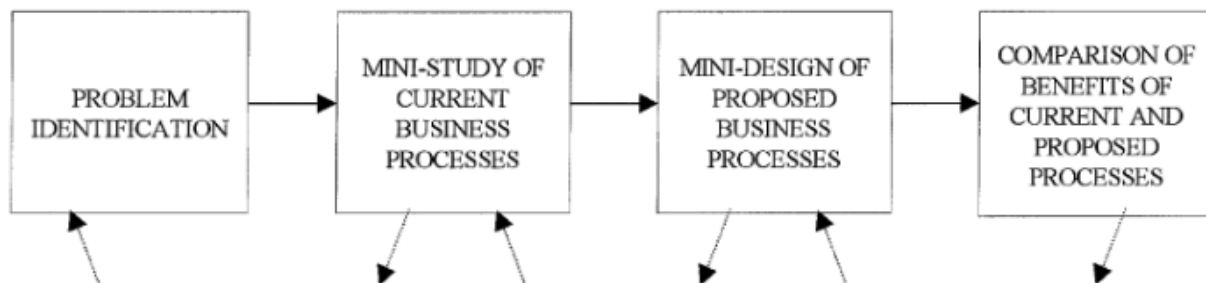 PROBLEM
IDENTIFICATION
MINI-STUDY OF
CURRENT
BUSINESS
PROCESSES
MINI-DESIGN OF
PROPOSED
BUSINESS
PROCESSES
COMPARISON OF
BENEFITS OF
CURRENT AND
PROPOSED
PROCESSES